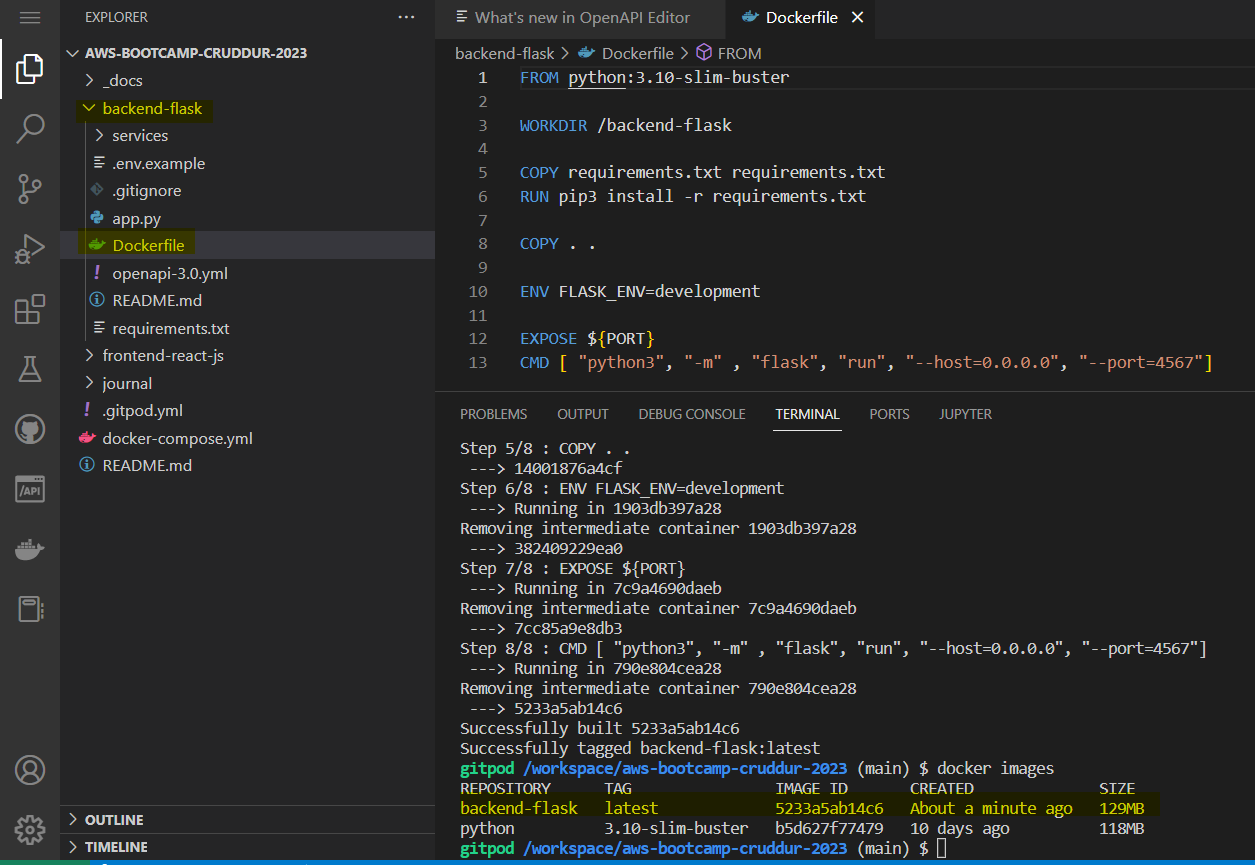 EXPLORER
AWS-BOOTCAMP-CRUDDUR-2023
_docs
backend-flask
services
.env.example
.gitignore
app.py
Dockerfile
openapi-3.0.yml
README.md
requirements.txt
frontend-react-js
journal
.gitpod.yml
docker-compose.yml
README.md
OUTLINE
TIMELINE
/API
What's new in OpenAPI Editor
Dockerfile
backend-flask > Dockerfile > FROM
1 FROM python:3.10-slim-buster
2
3 WORKDIR /backend-flask
4
5 COPY requirements.txt requirements.txt
6 RUN pip3 install -r requirements.txt
7
8 COPY . .
9
10 ENV FLASK_ENV=development
11
12 EXPOSE ${PORT}
13 CMD [ "python3", "-m" , "flask", "run", "--host=0.0.0.0", "--port=4567"]
PROBLEMS OUTPUT DEBUG CONSOLE TERMINAL PORTS JUPYTER
Step 5/8 : COPY . .
---> 14001876a4cf
Step 6/8 : ENV FLASK_ENV=development
---> Running in 1903db397a28
Removing intermediate container 1903db397a28
---> 382409229ea0
Step 7/8 : EXPOSE ${PORT}
---> Running in 7c9a4690daeb
Removing intermediate container 7c9a4690daeb
---> 7cc85a9e8db3
Step 8/8 : CMD [ "python3", "-m" , "flask", "run", "--host=0.0.0.0", "--port=4567"]
---> Running in 790e804cea28
Removing intermediate container 790e804cea28
---> 5233a5ab14c6
Successfully built 5233a5ab14c6
Successfully tagged backend-flask:latest
gitpod /workspace/aws-bootcamp-cruddur-2023 (main) $ docker images
REPOSITORY TAG IMAGE ID CREATED SIZE
backend-flask latest 5233a5ab14c6 About a minute ago 129MB
python 3.10-slim-buster b5d627f77479 10 days ago 118MB
gitpod /workspace/aws-bootcamp-cruddur-2023 (main) $